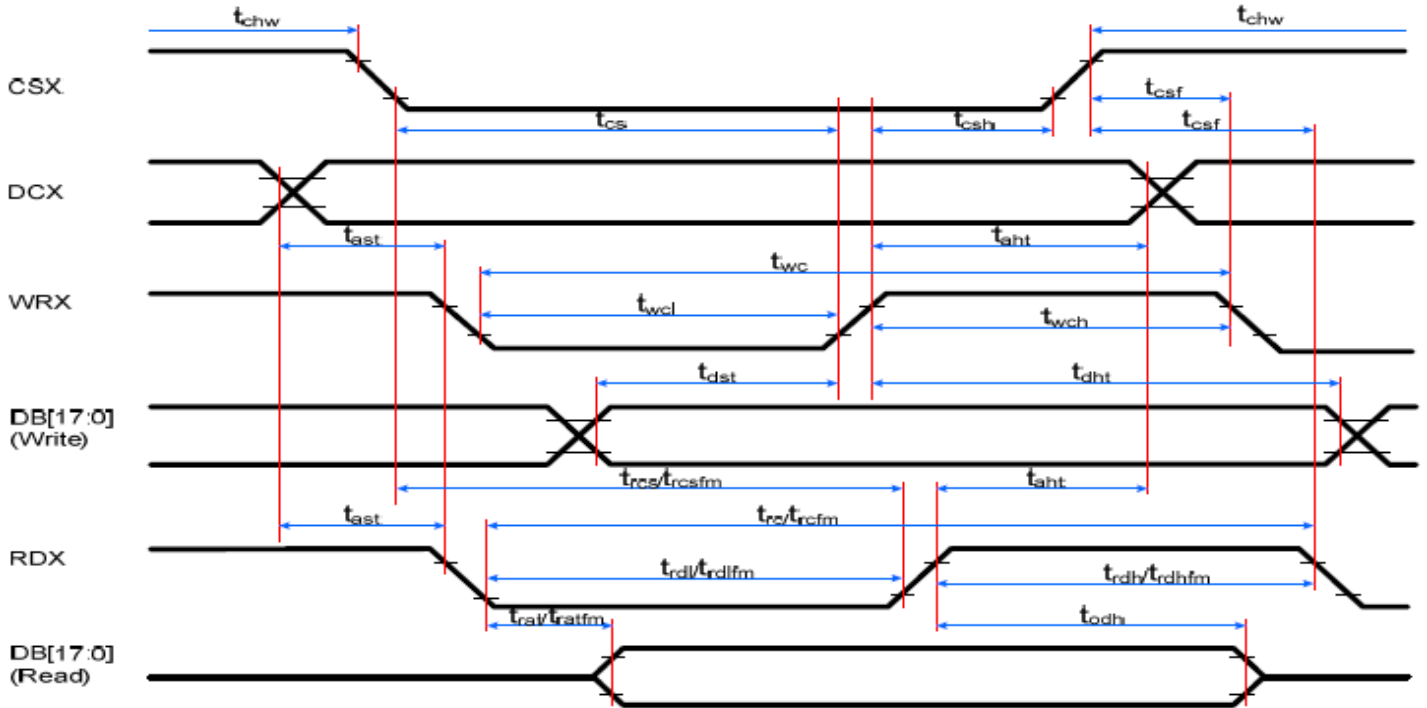 tchw
tchw
CSX
tcsf
tcs
tcsh
tcsf
DCX
tast
taht
twc
WRX
twcl
twch
tdst
tdht
DB[17:0]
(Write)
trcs/trcsfm
taht
tast
trc/trcfm
RDX
trdl/trdlfm
trdh/trdhfm
trat/tratfm
todh
DB[17:0]
(Read)